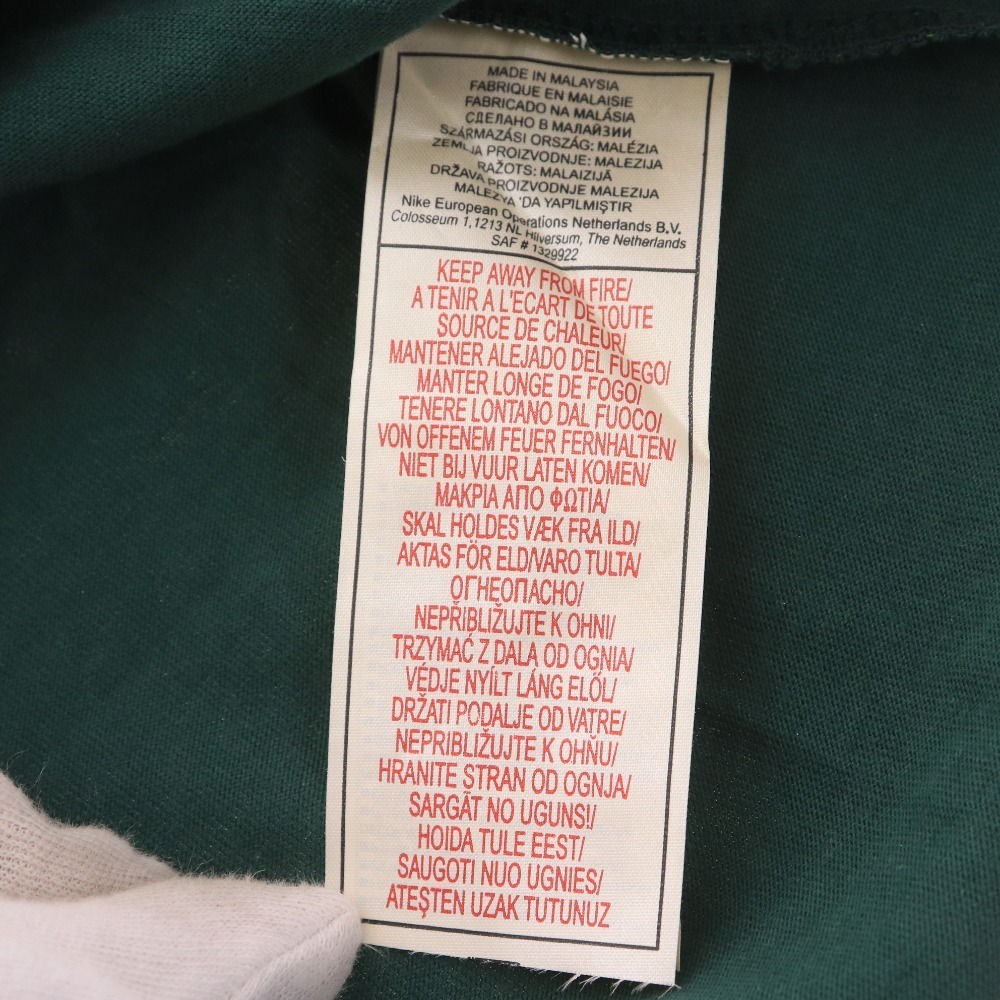 MADE IN MALAYSIA
FABRIQUE EN MALAISIE
FABRICADO NA MALÁSIA
СДЕЛАНО В МАЛАЙЗИИ
SZÁRMAZÁSI ORSZÁG: MALÉZIA
ZEMLJA PROIZVODNJE: MALEZIJA
RAŽOTS: MALAIZIJĀ
DRŽAVA PROIZVODNJE MALEZIJA
MALEZYA 'DA YAPILMIŞTIR
Nike European Operations Netherlands B.V.
Colosseum 1,1213 NL Hilversum, The Netherlands
SAF # 1329922
KEEP AWAY FROM FIRE/
A TENIR A L'ECART DE TOUTE
SOURCE DE CHALEUR/
MANTENER ALEJADO DEL FUEGO/
MANTER LONGE DE FOGO/
TENERE LONTANO DAL FUOCO/
VON OFFENEM FEUER FERNHALTEN/
NIET BIJ VUUR LATEN KOMEN/
ΜΑΚΡΙΑ ΑΠΟ ΦΩΤΙΑ/
SKAL HOLDES VÆK FRA ILD/
AKTAS FÖR ELD/VARO TULTA/
ОГНЕОПАСНО/
NEPŘIBLIŽUJTE K OHNI/
TRZYMAĆ Z DALA OD OGNIA/
VÉDJE NYÍLT LÁNG ELŐL/
DRŽATI PODALJE OD VATRE/
NEPRIBLIŽUJTE K OHŇU/
HRANITE STRAN OD OGNJA/
SARGĀT NO UGUNS!/
HOIDA TULE EEST/
SAUGOTI NUO UGNIES/
ATEŞTEN UZAK TUTUNUZ